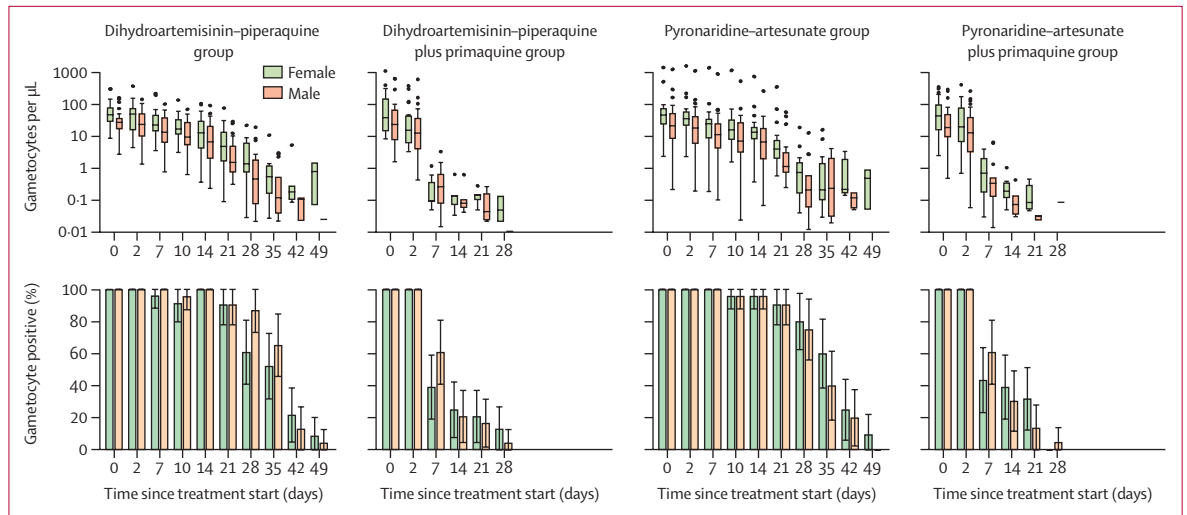 Dihydroartemisinin–piperaquine
group
Dihydroartemisinin–piperaquine
plus primaquine group
Pyronaridine–artesunate group
Pyronaridine–artesunate
plus primaquine group
Gametocytes per µL
1000
100
10
1
0·1
0·01
Female
Male
0 2 7 10 14 21 28 35 42 49
0 2 7 14 21 28
0 2 7 10 14 21 28 35 42 49
0 2 7 14 21 28
Gametocyte positive (%)
100
80
60
40
20
0
0 2 7 10 14 21 28 35 42 49
0 2 7 14 21 28
0 2 7 10 14 21 28 35 42 49
0 2 7 14 21 28
Time since treatment start (days)
Time since treatment start (days)
Time since treatment start (days)
Time since treatment start (days)